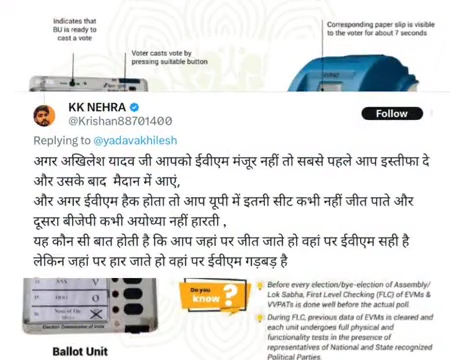 Indicates that
BU is ready to
cast a vote
Voter casts vote by
pressing suitable button
Corresponding paper slip is visible
to the voter for about 7 seconds
VVPAT
KK NEHRA
@Krishan88701400
Follow
Replying to @yadavakhilesh
अगर अखिलेश यादव जी आपको ईवीएम मंजूर नहीं तो सबसे पहले आप इस्तीफा दे
और उसके बाद मैदान में आएं,
और अगर ईवीएम हैक होता तो आप यूपी में इतनी सीट कभी नहीं जीत पाते और
दूसरा बीजेपी कभी अयोध्या नहीं हारती ,
यह कौन सी बात होती है कि आप जहां पर जीत जाते हो वहां पर ईवीएम सही है
लेकिन जहां पर हार जाते हो वहां पर ईवीएम गड़बड़ है
Election Commission of India
Ballot Unit
Do you
know
?
Before every election/bye-election of Assembly/
Lok Sabha, First Level Checking (FLC) of EVMs &
VVPATs is done well before the actual poll.
During FLC, previous data of EVMs is cleared and
each unit undergoes full physical and
functionality tests in the presence of
representatives of National and State recognized
Political Parties.